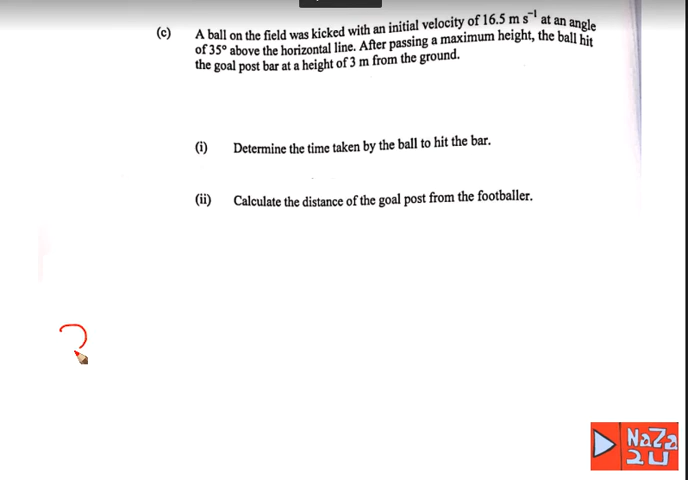 (c) A ball on the field was kicked with an initial velocity of 16.5 m s⁻¹ at an angle
of 35° above the horizontal line. After passing a maximum height, the ball hit
the goal post bar at a height of 3 m from the ground.
(i) Determine the time taken by the ball to hit the bar.
(ii) Calculate the distance of the goal post from the footballer.
NaZa
2U